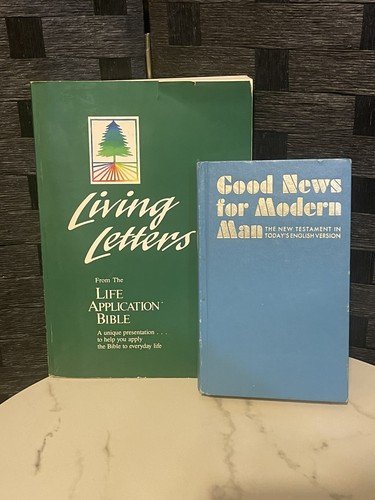 Living
Letters
From The
LIFE
APPLICATION
BIBLE
A unique presentation . . .
to help you apply
the Bible to everyday life
Good News
for Modern
Man THE NEW TESTAMENT IN
TODAY'S ENGLISH VERSION